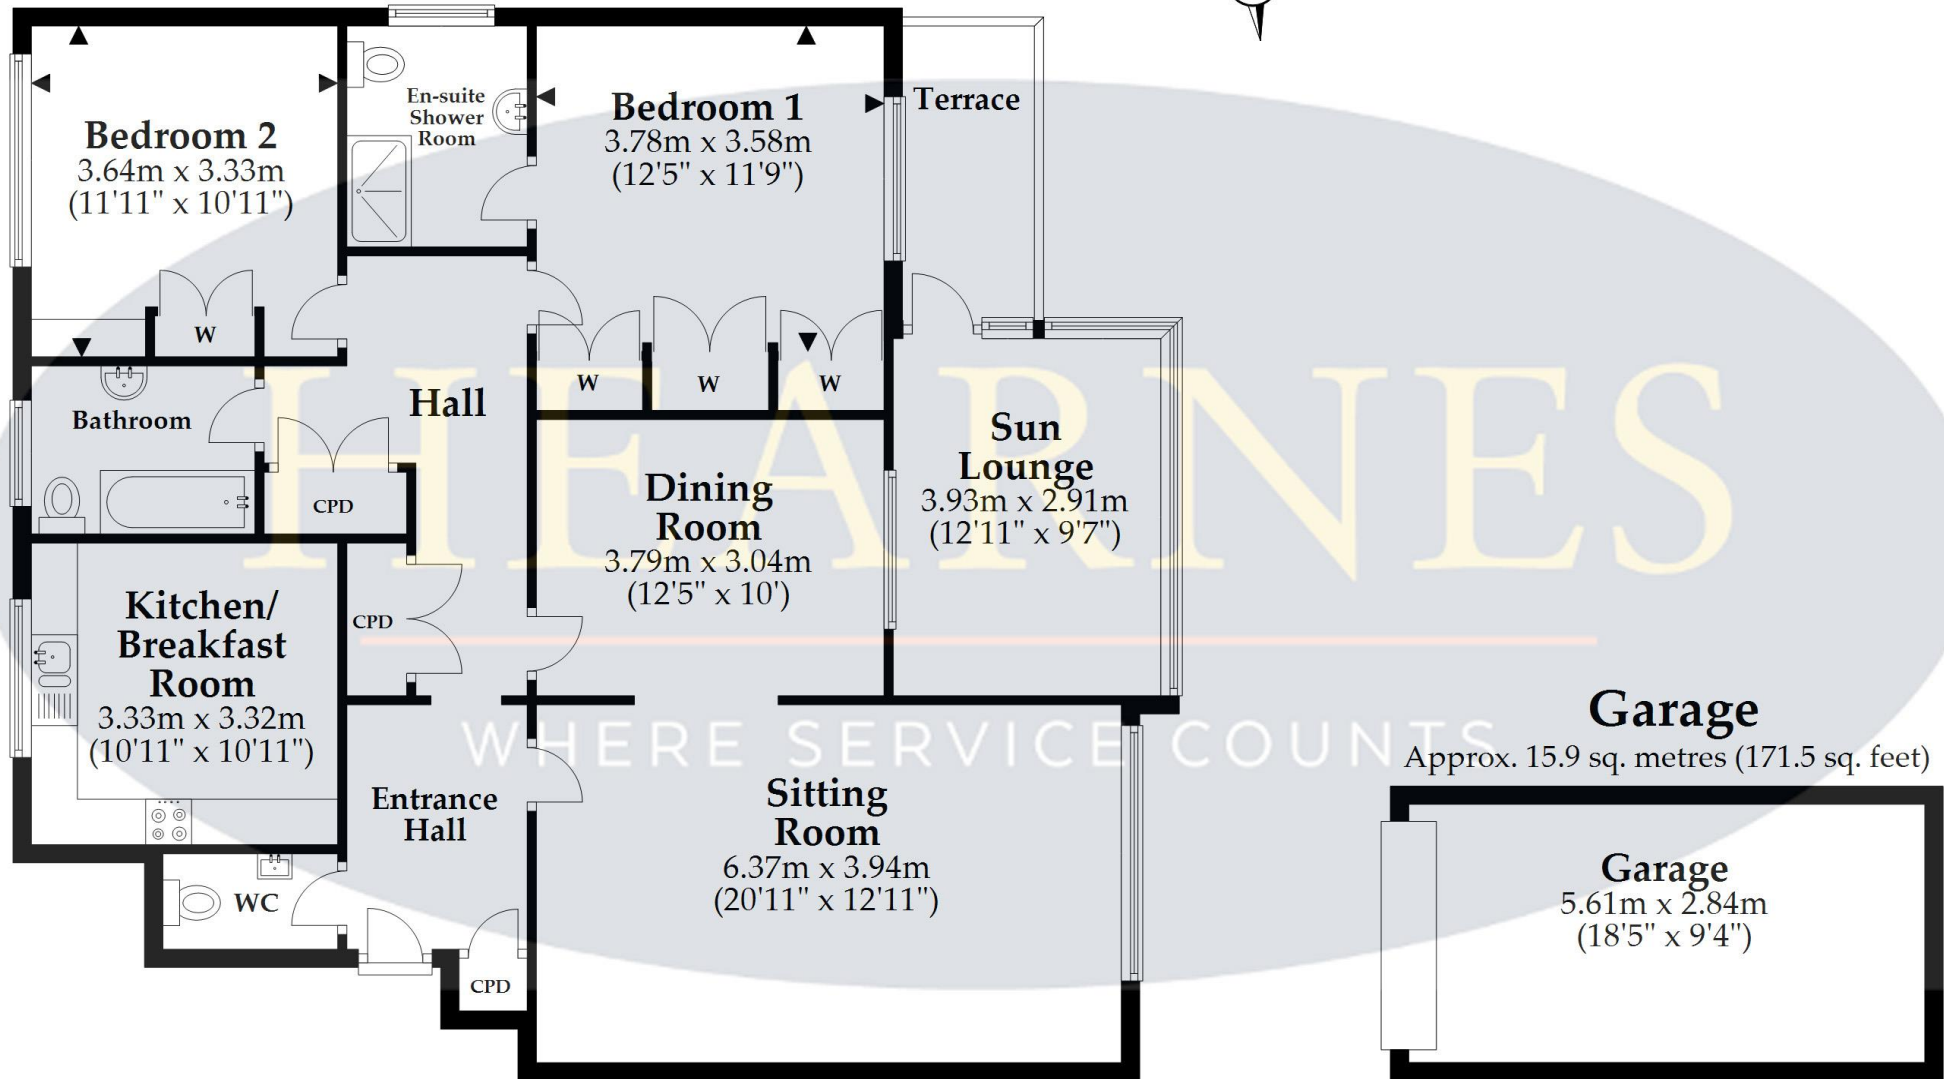 Bedroom 2
3.64m x 3.33m
(11'11" x 10'11")
En-suite
Shower
Room
Bedroom 1
3.78m x 3.58m
(12'5" x 11'9")
Terrace
W
W
W
W
Bathroom
Hall
CPD
Dining
Room
3.79m x 3.04m
(12'5" x 10')
Sun
Lounge
3.93m x 2.91m
(12'11" x 9'7")
HEARNES
WHERE SERVICE COUNTS
Kitchen/
Breakfast
Room
3.33m x 3.32m
(10'11" x 10'11")
CPD
Entrance
Hall
WC
CPD
Sitting
Room
6.37m x 3.94m
(20'11" x 12'11")
Garage
Approx. 15.9 sq. metres (171.5 sq. feet)
Garage
5.61m x 2.84m
(18'5" x 9'4")